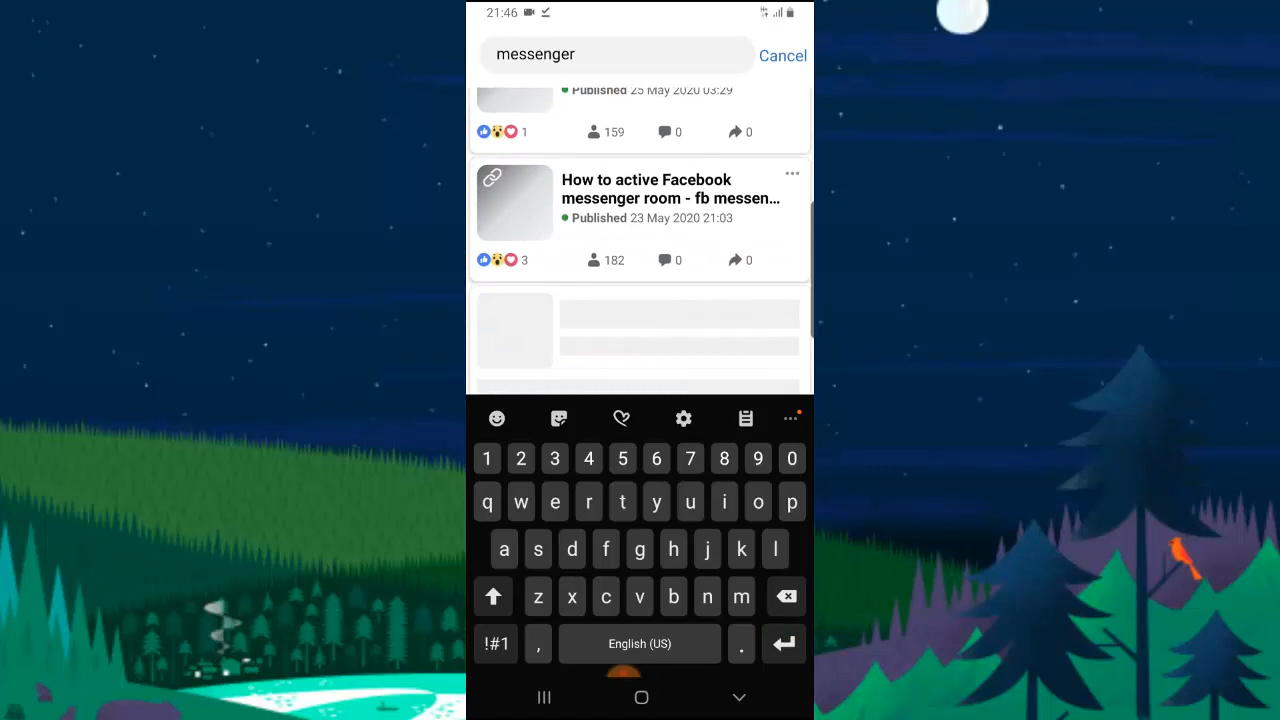 21:46
messenger Cancel
Published 25 May 2020 03:29
1 159 0 0
How to active Facebook
messenger room - fb messen...
Published 23 May 2020 21:03
3 182 0 0
1 2 3 4 5 6 7 8 9 0
q w e r t y u i o p
a s d f g h j k l
z x c v b n m
!#1 , English (US) .